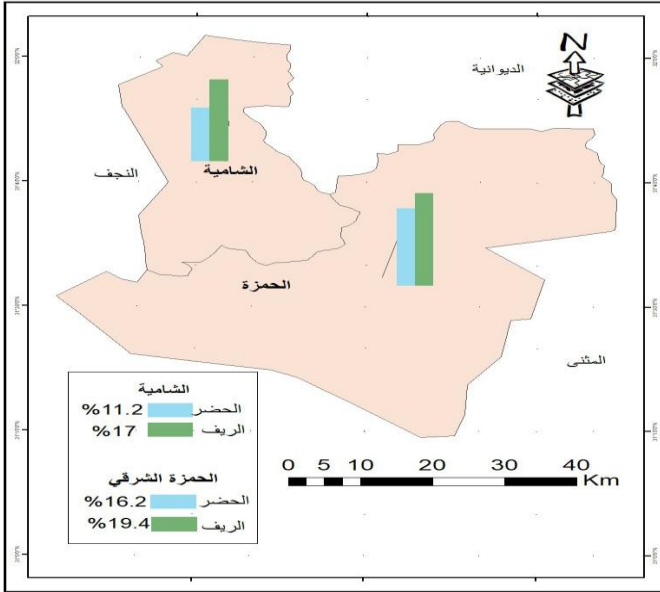 N
الديوانية
النجف
الشامية
الحمزة
المثنى
الشامية
الحضر %11.2
الريف %17
الحمزة الشرقي
الحضر %16.2
الريف %19.4
0 5 10 20 30 40
Km